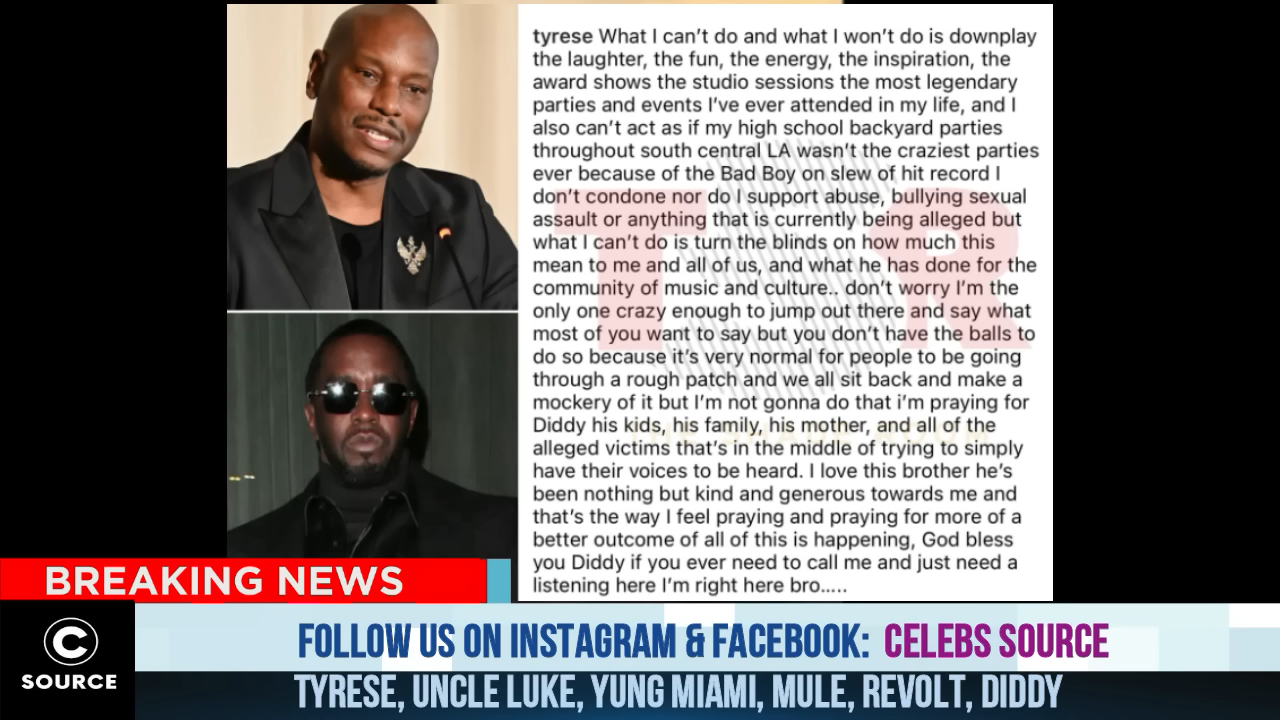 tyrese What I can't do and what I won't do is downplay
the laughter, the fun, the energy, the inspiration, the
award shows the studio sessions the most legendary
parties and events I've ever attended in my life, and I
also can't act as if my high school backyard parties
throughout south central LA wasn't the craziest parties
ever because of the Bad Boy on slew of hit record I
don't condone nor do I support abuse, bullying sexual
assault or anything that is currently being alleged but
what I can't do is turn the blinds on how much this
mean to me and all of us, and what he has done for the
community of music and culture.. don't worry I'm the
only one crazy enough to jump out there and say what
most of you want to say but you don't have the balls to
do so because it's very normal for people to be going
through a rough patch and we all sit back and make a
mockery of it but I'm not gonna do that i'm praying for
Diddy his kids, his family, his mother, and all of the
alleged victims that's in the middle of trying to simply
have their voices to be heard. I love this brother he's
been nothing but kind and generous towards me and
that's the way I feel praying and praying for more of a
better outcome of all of this is happening, God bless
you Diddy if you ever need to call me and just need a
listening here I'm right here bro.....
T R
BREAKING NEWS
C
SOURCE
FOLLOW US ON INSTAGRAM & FACEBOOK: CELEBS SOURCE
TYRESE, UNCLE LUKE, YUNG MIAMI, MULE, REVOLT, DIDDY